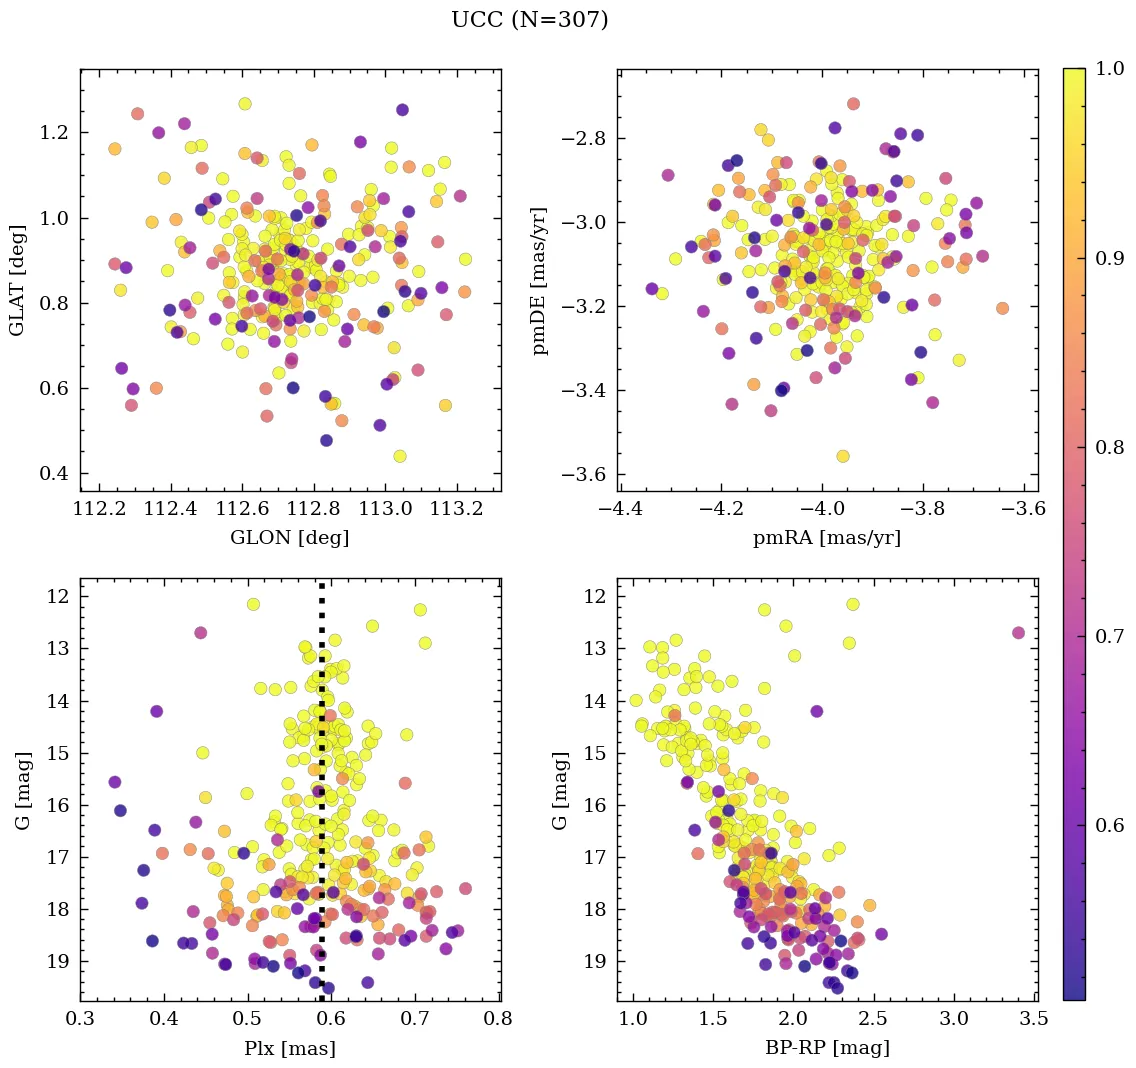 UCC (N=307)
1.2
1.0
0.8
0.6
0.4
GLAT [deg]
112.2 112.4 112.6 112.8 113.0 113.2
GLON [deg]
−2.8
−3.0
−3.2
−3.4
−3.6
pmDE [mas/yr]
−4.4 −4.2 −4.0 −3.8 −3.6
pmRA [mas/yr]
1.0
0.9
0.8
0.7
0.6
12
13
14
15
16
17
18
19
G [mag]
0.3 0.4 0.5 0.6 0.7 0.8
Plx [mas]
12
13
14
15
16
17
18
19
G [mag]
1.0 1.5 2.0 2.5 3.0 3.5
BP-RP [mag]